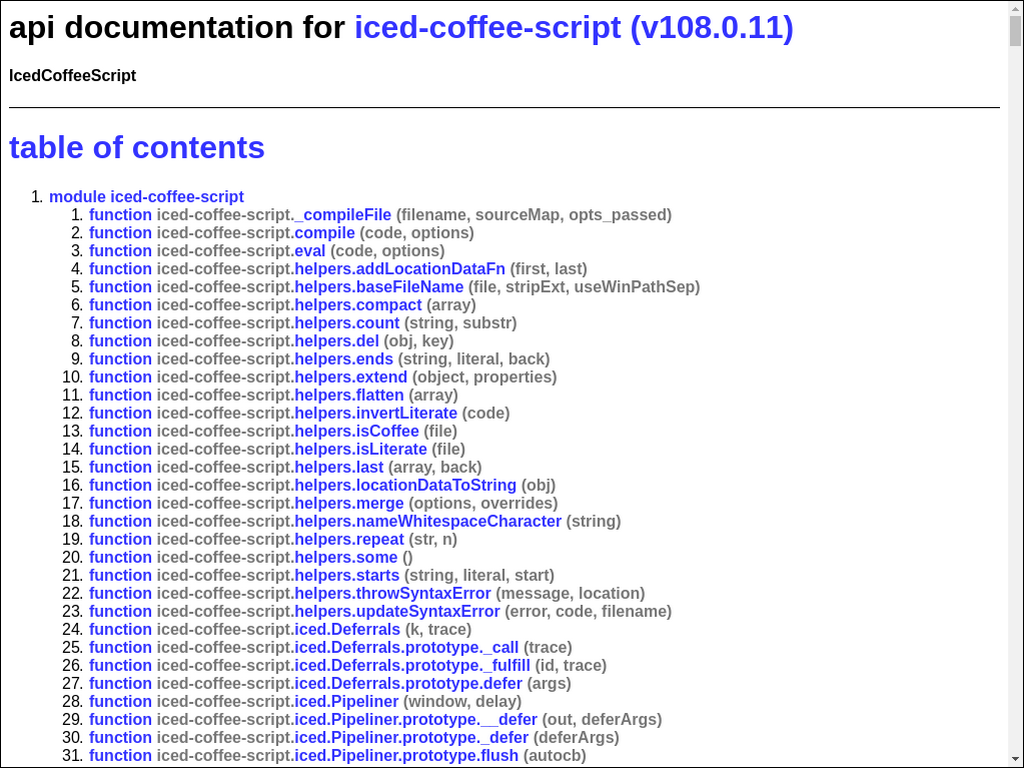 api documentation for iced-coffee-script (v108.0.11)
IcedCoffeeScript
table of contents
1. module iced-coffee-script
1. function iced-coffee-script._compileFile (filename, sourceMap, opts_passed)
2. function iced-coffee-script.compile (code, options)
3. function iced-coffee-script.eval (code, options)
4. function iced-coffee-script.helpers.addLocationDataFn (first, last)
5. function iced-coffee-script.helpers.baseFileName (file, stripExt, useWinPathSep)
6. function iced-coffee-script.helpers.compact (array)
7. function iced-coffee-script.helpers.count (string, substr)
8. function iced-coffee-script.helpers.del (obj, key)
9. function iced-coffee-script.helpers.ends (string, literal, back)
10. function iced-coffee-script.helpers.extend (object, properties)
11. function iced-coffee-script.helpers.flatten (array)
12. function iced-coffee-script.helpers.invertLiterate (code)
13. function iced-coffee-script.helpers.isCoffee (file)
14. function iced-coffee-script.helpers.isLiterate (file)
15. function iced-coffee-script.helpers.last (array, back)
16. function iced-coffee-script.helpers.locationDataToString (obj)
17. function iced-coffee-script.helpers.merge (options, overrides)
18. function iced-coffee-script.helpers.nameWhitespaceCharacter (string)
19. function iced-coffee-script.helpers.repeat (str, n)
20. function iced-coffee-script.helpers.some ()
21. function iced-coffee-script.helpers.starts (string, literal, start)
22. function iced-coffee-script.helpers.throwSyntaxError (message, location)
23. function iced-coffee-script.helpers.updateSyntaxError (error, code, filename)
24. function iced-coffee-script.iced.Deferrals (k, trace)
25. function iced-coffee-script.iced.Deferrals.prototype._call (trace)
26. function iced-coffee-script.iced.Deferrals.prototype._fulfill (id, trace)
27. function iced-coffee-script.iced.Deferrals.prototype.defer (args)
28. function iced-coffee-script.iced.Pipeliner (window, delay)
29. function iced-coffee-script.iced.Pipeliner.prototype.__defer (out, deferArgs)
30. function iced-coffee-script.iced.Pipeliner.prototype._defer (deferArgs)
31. function iced-coffee-script.iced.Pipeliner.prototype.flush (autocb)